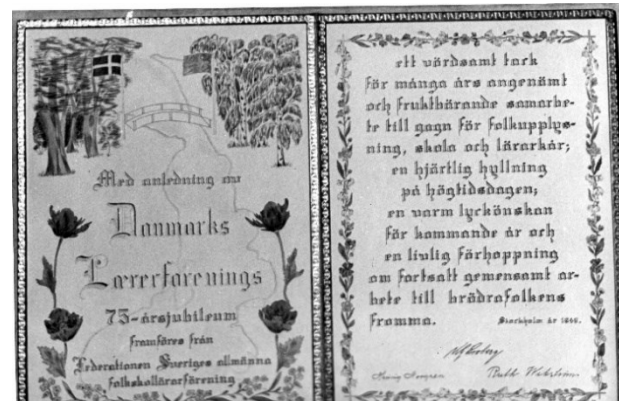 Med anledning av
Danmarks
Lærerforenings
75-årsjubileum
framföres från
Federationen Sveriges allmänna
folkskollärarförening
ett vördsamt tack
för många års angenämt
och fruktbärande samarbe-
te till gagn för folkupplys-
ning, skola och lärarkår;
en hjärtlig hyllning
på högtidsdagen;
en varm lyckönskan
för kommande år och
en livlig förhoppning
om fortsatt gemensamt ar-
bete till brödrafolkens
fromma.
Stockholm år